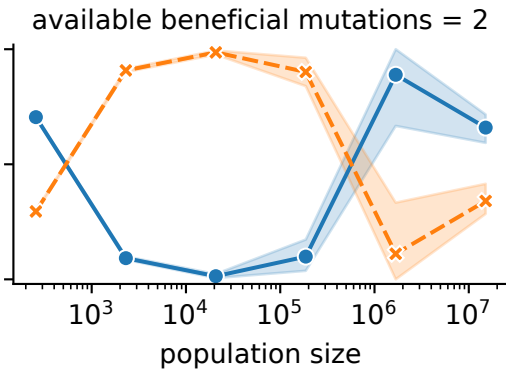 available beneficial mutations = 2
10³ 10⁴ 10⁵ 10⁶ 10⁷
population size